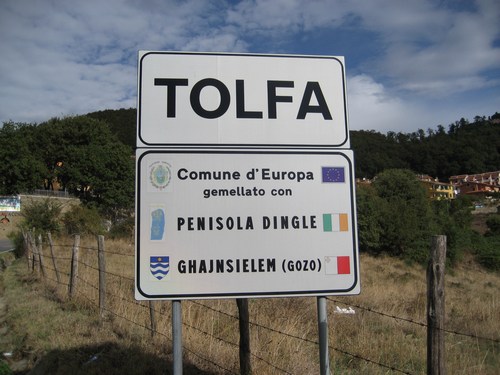 TOLFA
Comune d'Europa
gemellato con
PENISOLA DINGLE
GHAJNSIELEM (GOZO)